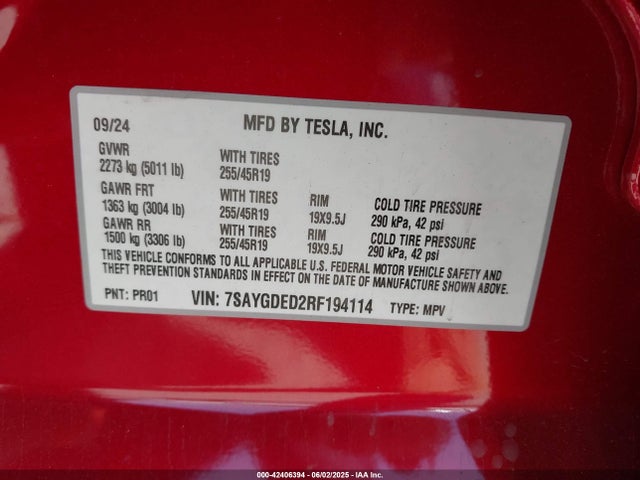 09/24 MFD BY TESLA, INC.
GVWR
2273 kg (5011 lb) WITH TIRES 255/45R19
GAWR FRT
1363 kg (3004 lb) WITH TIRES 255/45R19 RIM 19X9.5J COLD TIRE PRESSURE 290 kPa, 42 psi
GAWR RR
1500 kg (3306 lb) WITH TIRES 255/45R19 RIM 19X9.5J COLD TIRE PRESSURE 290 kPa, 42 psi
THIS VEHICLE CONFORMS TO ALL APPLICABLE U.S. FEDERAL MOTOR VEHICLE SAFETY AND
THEFT PREVENTION STANDARDS IN EFFECT ON THE DATE OF MANUFACTURE SHOWN ABOVE.
PNT: PR01 VIN: 7SAYGDED2RF194114 TYPE: MPV
000-42406394 - 06/02/2025 - IAA Inc.